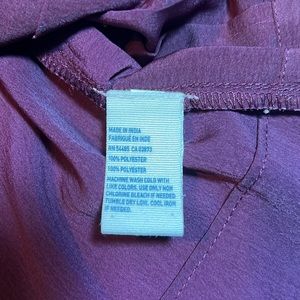 MADE IN INDIA
FABRIQUÉ EN INDE
RN 54485 CA 03973
100% POLYESTER
100% POLYESTER
MACHINE WASH COLD WITH
LIKE COLORS. USE ONLY NON
CHLORINE BLEACH IF NEEDED.
TUMBLE DRY LOW. COOL IRON
IF NEEDED.